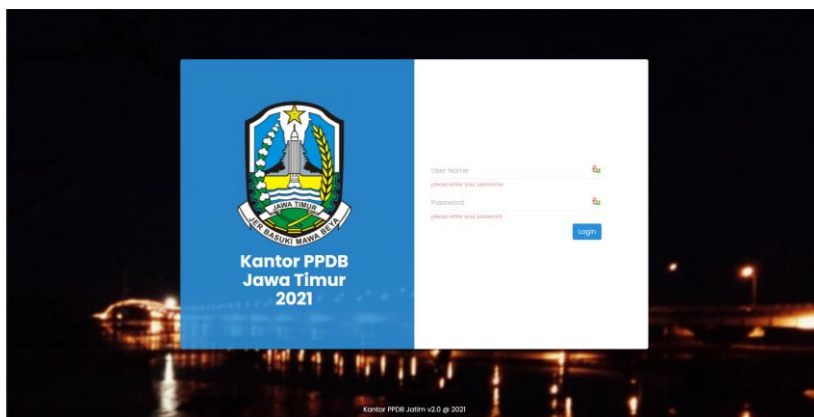 JAWA TIMUR
JER BASUKI MAWA BEYA
Kantor PPDB
Jawa Timur
2021
User Name
please enter your username
Password
please enter your password
Login
Kantor PPDB Jatim v2.0 @ 2021